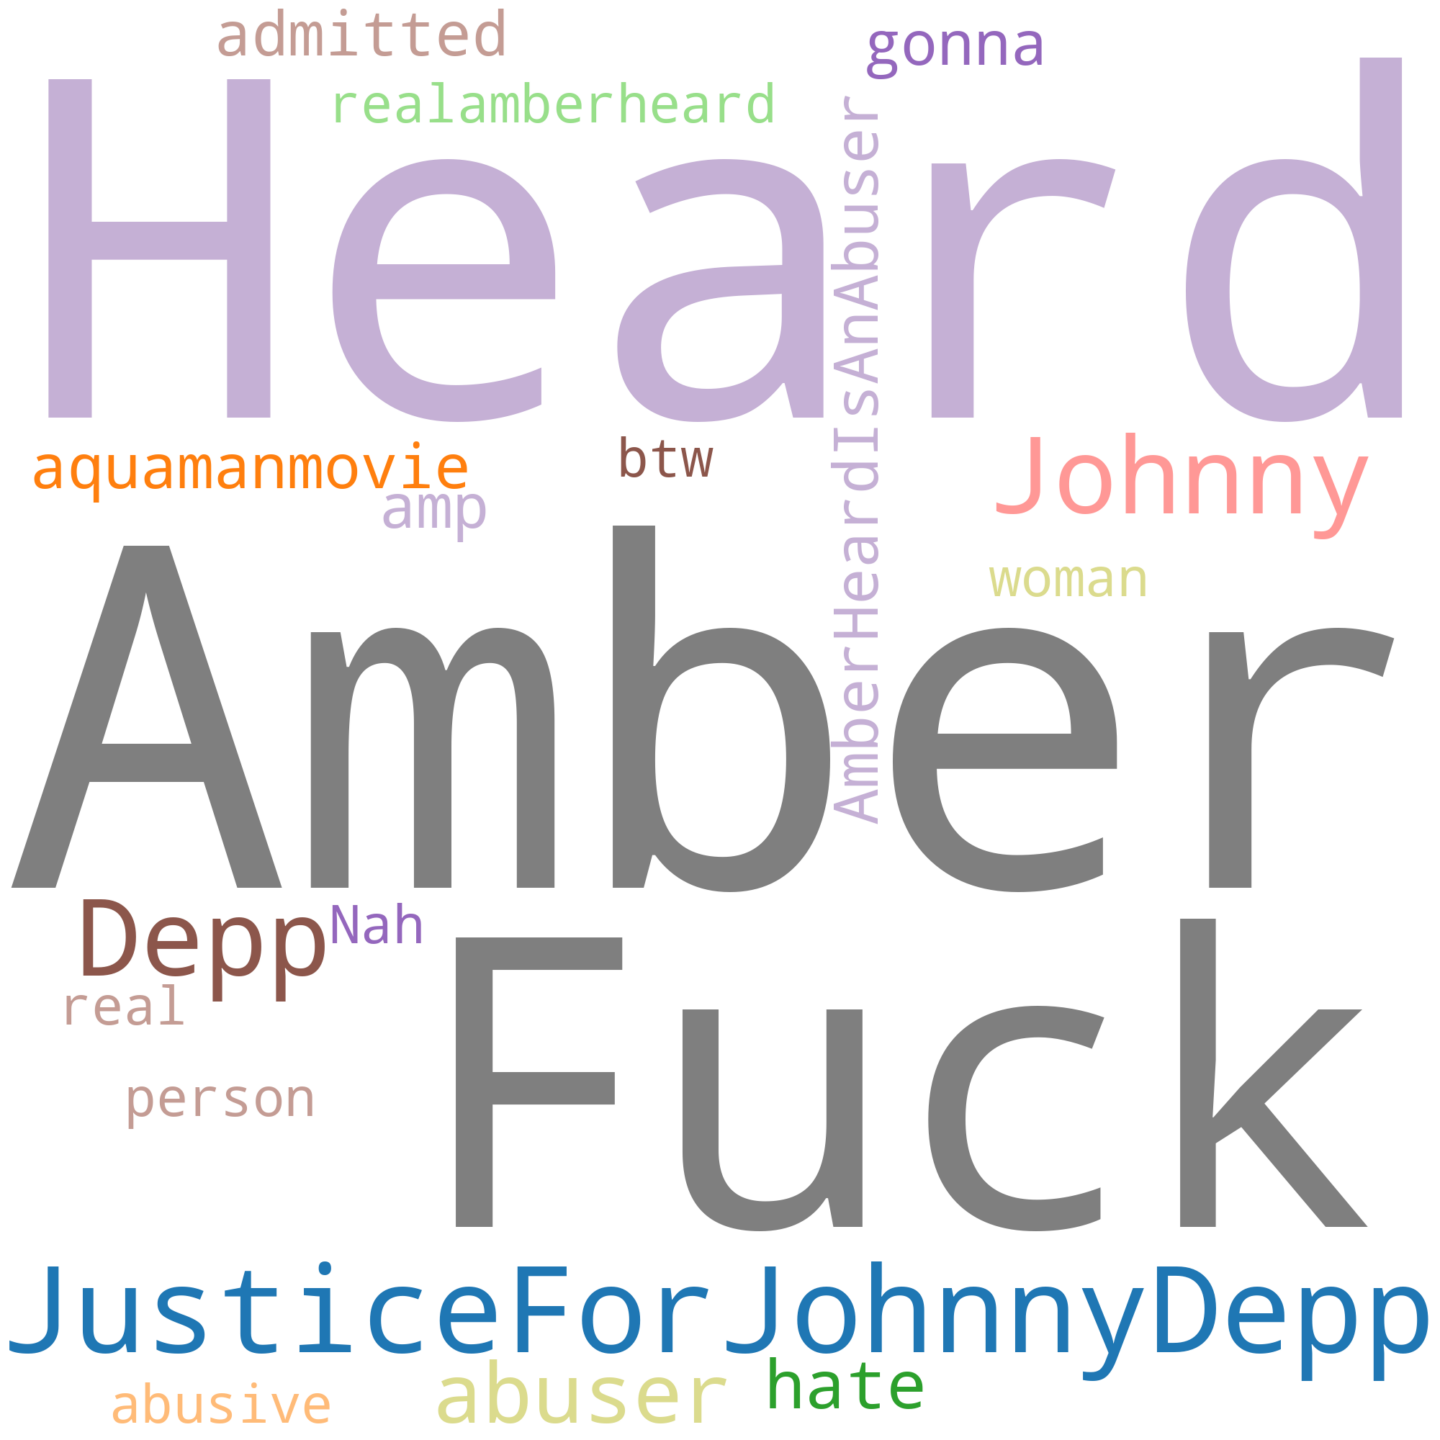 admitted
gonna
realamberheard
Heard
AmberHeardIsAnAbuser
aquamanmovie
btw
Johnny
amp
woman
Amber
Depp
Nah
real
Fuck
person
JusticeForJohnnyDepp
abusive
abuser
hate